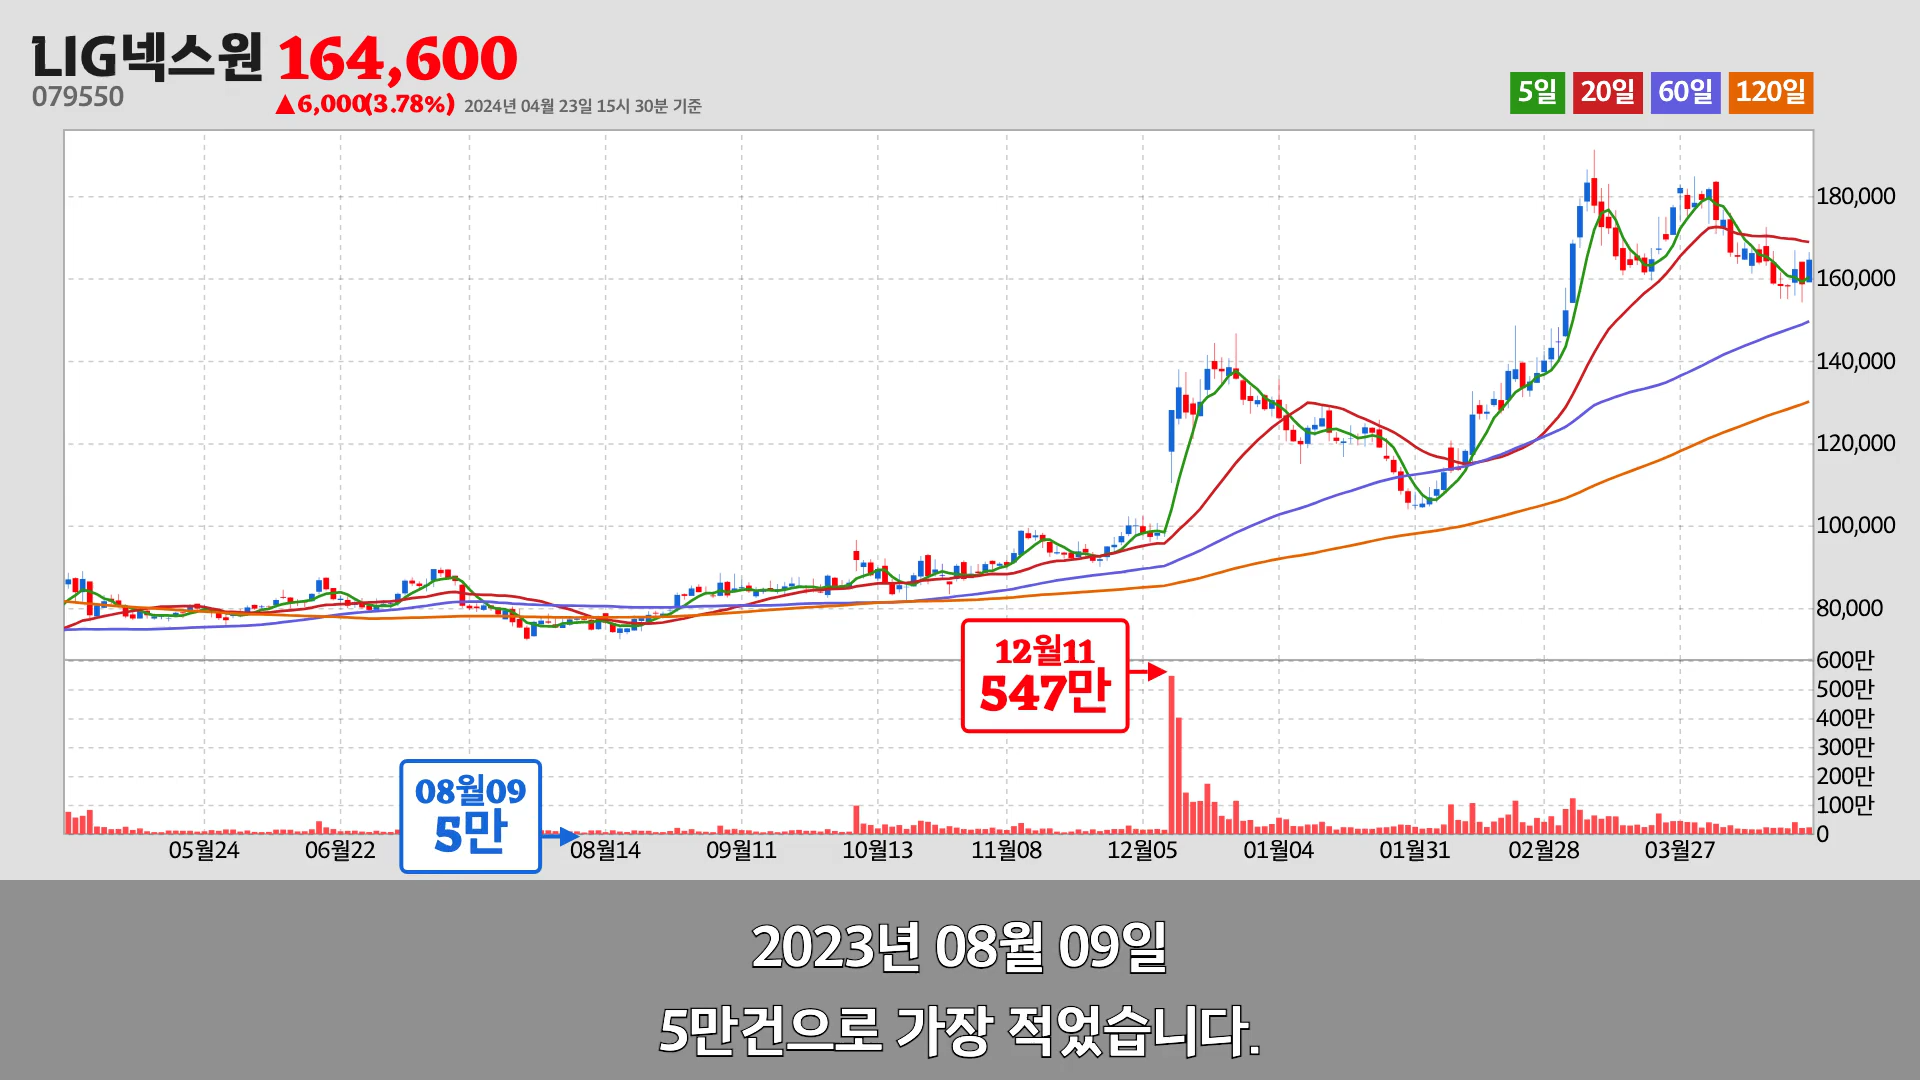 LIG넥스원 164,600
079550
▲6,000(3.78%) 2024년 04월 23일 15시 30분 기준
5일 20일 60일 120일
180,000
160,000
140,000
120,000
100,000
80,000
600만
500만
400만
300만
200만
100만
0
12월11
547만
08월09
5만
05월24 06월22 08월14 09월11 10월13 11월08 12월05 01월04 01월31 02월28 03월27
2023년 08월 09일
5만건으로 가장 적었습니다.